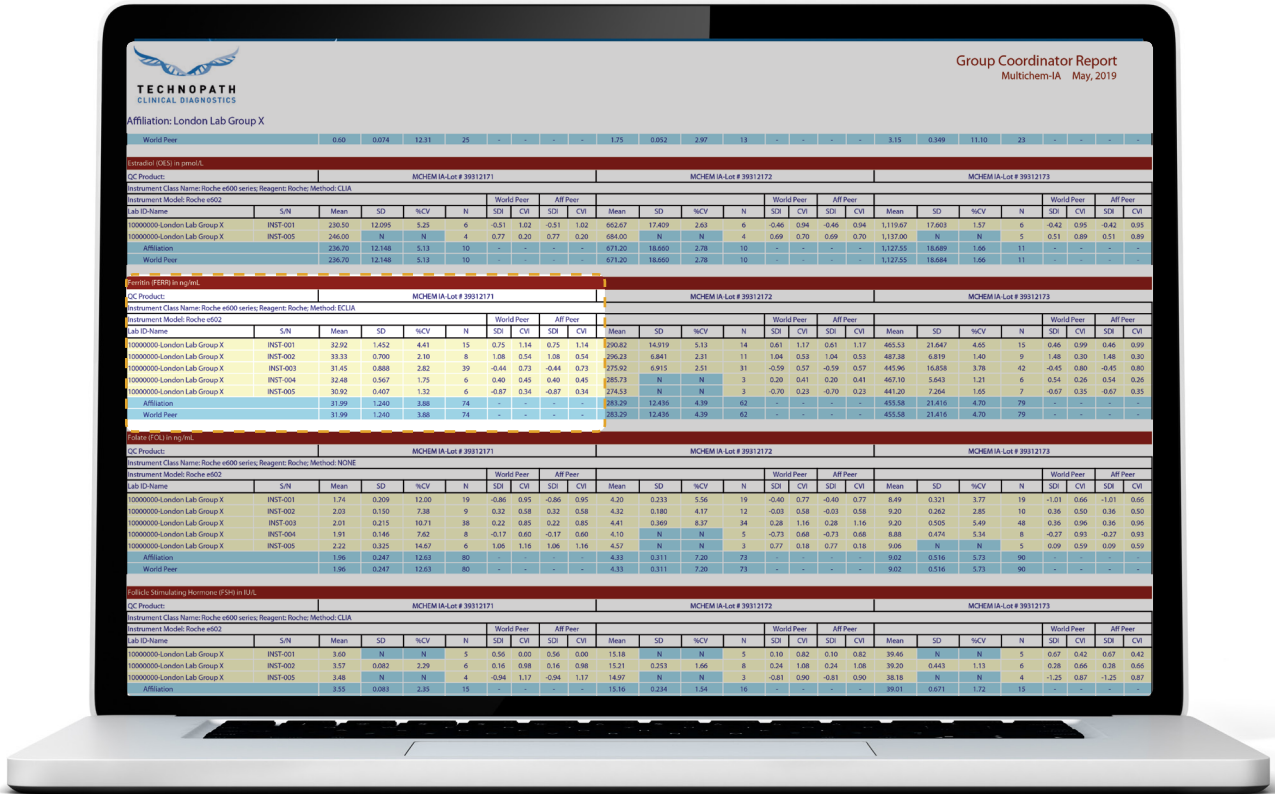 TECHNOPATH
CLINICAL DIAGNOSTICS
Group Coordinator Report
Multichem-IA May, 2019
Affiliation: London Lab Group X
World Peer 0.60 0.074 12.31 25 - - - - 1.75 0.052 2.97 13 - - - - 3.15 0.349 11.10 23 - - - -
Estradiol (OES) in pmol/L
QC Product: MCHEM IA-Lot # 39312171 MCHEM IA-Lot # 39312172 MCHEM IA-Lot # 39312173
Instrument Class Name: Roche e600 series; Reagent: Roche; Method: CLIA
Instrument Model: Roche e602 World Peer Aff Peer World Peer Aff Peer World Peer Aff Peer
Lab ID-Name S/N Mean SD %CV N SDI CVI SDI CVI Mean SD %CV N SDI CVI SDI CVI Mean SD %CV N SDI CVI SDI CVI
10000000-London Lab Group X INST-001 230.50 12.095 5.25 6 -0.51 1.02 -0.51 1.02 662.67 17.409 2.63 6 -0.46 0.94 -0.46 0.94 1,119.67 17.603 1.57 6 -0.42 0.95 -0.42 0.95
10000000-London Lab Group X INST-005 246.00 N N 4 0.77 0.20 0.77 0.20 684.00 N N 4 0.69 0.70 0.69 0.70 1,137.00 N N 5 0.51 0.89 0.51 0.89
Affiliation 236.70 12.148 5.13 10 - - - - 671.20 18.660 2.78 10 - - - - 1,127.55 18.689 1.66 11 - - - -
World Peer 236.70 12.148 5.13 10 - - - - 671.20 18.660 2.78 10 - - - - 1,127.55 18.684 1.66 11 - - - -
Ferritin (FERR) in ng/mL
QC Product: MCHEM IA-Lot # 39312171 MCHEM IA-Lot # 39312172 MCHEM IA-Lot # 39312173
Instrument Class Name: Roche e600 series; Reagent: Roche; Method: ECLIA
Instrument Model: Roche e602 World Peer Aff Peer World Peer Aff Peer World Peer Aff Peer
Lab ID-Name S/N Mean SD %CV N SDI CVI SDI CVI Mean SD %CV N SDI CVI SDI CVI Mean SD %CV N SDI CVI SDI CVI
10000000-London Lab Group X INST-001 32.92 1.452 4.41 15 0.75 1.14 0.75 1.14 290.82 14,919 5.13 14 0.61 1.17 0.61 1.17 465.53 21.647 4.65 15 0.46 0.99 0.46 0.99
10000000-London Lab Group X INST-002 33.33 0.700 2.10 8 1.08 0.54 1.08 0.54 296.23 6.841 2.31 11 1.04 0.53 1.04 0.53 487.38 6.819 1.40 9 1.48 0.30 1.48 0.30
10000000-London Lab Group X INST-003 31.45 0.888 2.82 39 -0.44 0.73 -0.44 0.73 275.92 6.915 2.51 31 -0.59 0.57 -0.59 0.57 445.96 16.858 3.78 42 -0.45 0.80 -0.45 0.80
10000000-London Lab Group X INST-004 32.48 0.567 1.75 6 0.40 0.45 0.40 0.45 285.73 N N 3 0.20 0.41 0.20 0.41 467.10 5.643 1.21 6 0.54 0.26 0.54 0.26
10000000-London Lab Group X INST-005 30.92 0.407 1.32 6 -0.87 0.34 -0.87 0.34 274.53 N N 3 -0.70 0.23 -0.70 0.23 441.20 7.264 1.65 7 -0.67 0.35 -0.67 0.35
Affiliation 31.99 1.240 3.88 74 - - - - 283.29 12.436 4.39 62 - - - - 455.58 21.416 4.70 79 - - - -
World Peer 31.99 1.240 3.88 74 - - - - 283.29 12.436 4.39 62 - - - - 455.58 21.416 4.70 79 - - - -
Folate (FOL) in ng/mL
QC Product: MCHEM IA-Lot # 39312171 MCHEM IA-Lot # 39312172 MCHEM IA-Lot # 39312173
Instrument Class Name: Roche e600 series; Reagent: Roche; Method: NONE
Instrument Model: Roche e602 World Peer Aff Peer World Peer Aff Peer World Peer Aff Peer
Lab ID-Name S/N Mean SD %CV N SDI CVI SDI CVI Mean SD %CV N SDI CVI SDI CVI Mean SD %CV N SDI CVI SDI CVI
10000000-London Lab Group X INST-001 1.74 0.209 12.00 19 -0.86 0.95 -0.86 0.95 4.20 0.233 5.56 19 -0.40 0.77 -0.40 0.77 8.49 0.321 3.77 19 -1.01 0.66 -1.01 0.66
10000000-London Lab Group X INST-002 2.03 0.150 7.38 9 0.32 0.58 0.32 0.58 4.32 0.180 4.17 12 -0.03 0.58 -0.03 0.58 9.20 0.262 2.85 10 0.36 0.50 0.36 0.50
10000000-London Lab Group X INST-003 2.01 0.215 10.71 38 0.22 0.85 0.22 0.85 4.41 0.369 8.37 34 0.28 1.16 0.28 1.16 9.20 0.505 5.49 48 0.36 0.96 0.36 0.96
10000000-London Lab Group X INST-004 1.91 0.146 7.62 8 -0.17 0.60 -0.17 0.60 4.10 N N 5 -0.73 0.68 -0.73 0.68 8.88 0.474 5.34 8 -0.27 0.93 -0.27 0.93
10000000-London Lab Group X INST-005 2.22 0.325 14.67 6 1.06 1.16 1.06 1.16 4.57 N N 3 0.77 0.18 0.77 0.18 9.06 N N 5 0.09 0.59 0.09 0.59
Affiliation 1.96 0.247 12.63 80 - - - - 4.33 0.311 7.20 73 - - - - 9.02 0.516 5.73 90 - - - -
World Peer 1.96 0.247 12.63 80 - - - - 4.33 0.311 7.20 73 - - - - 9.02 0.516 5.73 90 - - - -
Follicle Stimulating Hormone (FSH) in IU/L
QC Product: MCHEM IA-Lot # 39312171 MCHEM IA-Lot # 39312172 MCHEM IA-Lot # 39312173
Instrument Class Name: Roche e600 series; Reagent: Roche; Method: CLIA
Instrument Model: Roche e602 World Peer Aff Peer World Peer Aff Peer World Peer Aff Peer
Lab ID-Name S/N Mean SD %CV N SDI CVI SDI CVI Mean SD %CV N SDI CVI SDI CVI Mean SD %CV N SDI CVI SDI CVI
10000000-London Lab Group X INST-001 3.60 N N 5 0.56 0.00 0.56 0.00 15.18 N N 5 0.10 0.82 0.10 0.82 39.46 N N 5 0.67 0.42 0.67 0.42
10000000-London Lab Group X INST-002 3.57 0.082 2.29 6 0.16 0.98 0.16 0.98 15.21 0.253 1.66 8 0.24 1.08 0.24 1.08 39.20 0.443 1.13 6 0.28 0.66 0.28 0.66
10000000-London Lab Group X INST-005 3.48 N N 4 -0.94 1.17 -0.94 1.17 14.97 N N 3 -0.81 0.90 -0.81 0.90 38.18 N N 4 -1.25 0.87 -1.25 0.87
Affiliation 3.55 0.083 2.35 15 - - - - 15.16 0.234 1.54 16 - - - - 39.01 0.671 1.72 15 - - - -